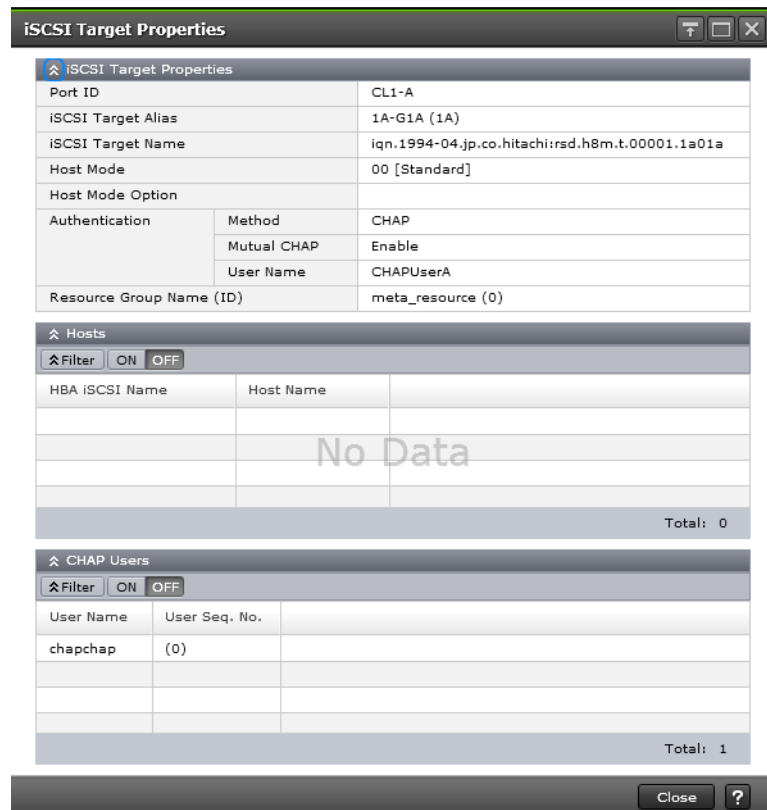 iSCSI Target Properties
iSCSI Target Properties
Port ID CL1-A
iSCSI Target Alias 1A-G1A (1A)
iSCSI Target Name iqn.1994-04.jp.co.hitachi:rsd.h8m.t.00001.1a01a
Host Mode 00 [Standard]
Host Mode Option
Authentication Method CHAP
Mutual CHAP Enable
User Name CHAPUserA
Resource Group Name (ID) meta_resource (0)
Hosts
Filter ON OFF
HBA iSCSI Name Host Name
No Data
Total: 0
CHAP Users
Filter ON OFF
User Name User Seq. No.
chapchap (0)
Total: 1
Close ?